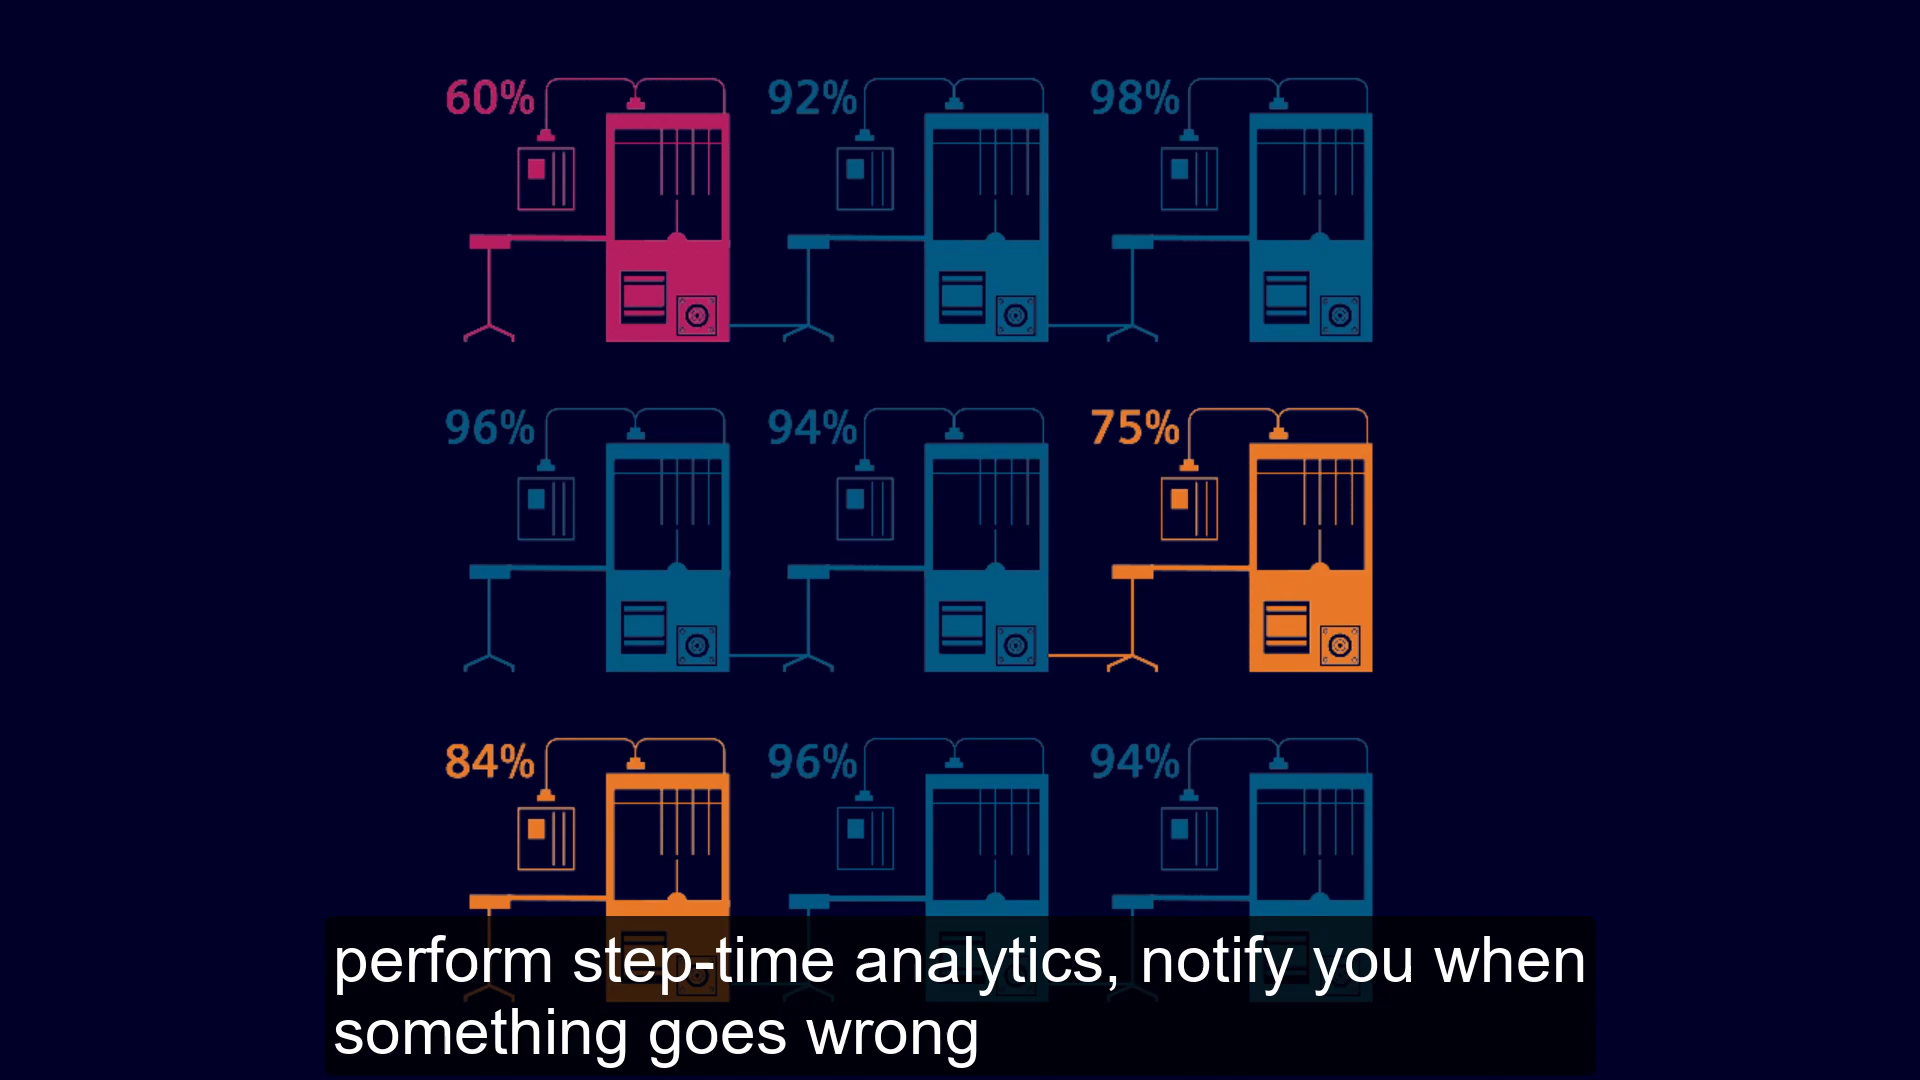 60% 92% 98%
96% 94% 75%
84% 96% 94%
perform step-time analytics, notify you when
something goes wrong